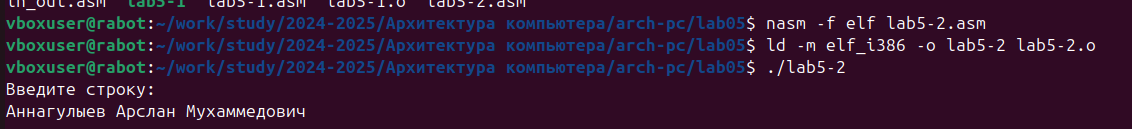 in_out.asm lab5-1 lab5-1.asm lab5-1.o lab5-2.asm
vboxuser@rabot:~/work/study/2024-2025/Архитектура компьютера/arch-pc/lab05$ nasm -f elf lab5-2.asm
vboxuser@rabot:~/work/study/2024-2025/Архитектура компьютера/arch-pc/lab05$ ld -m elf_i386 -o lab5-2 lab5-2.o
vboxuser@rabot:~/work/study/2024-2025/Архитектура компьютера/arch-pc/lab05$ ./lab5-2
Введите строку:
Аннагулыев Арслан Мухаммедович